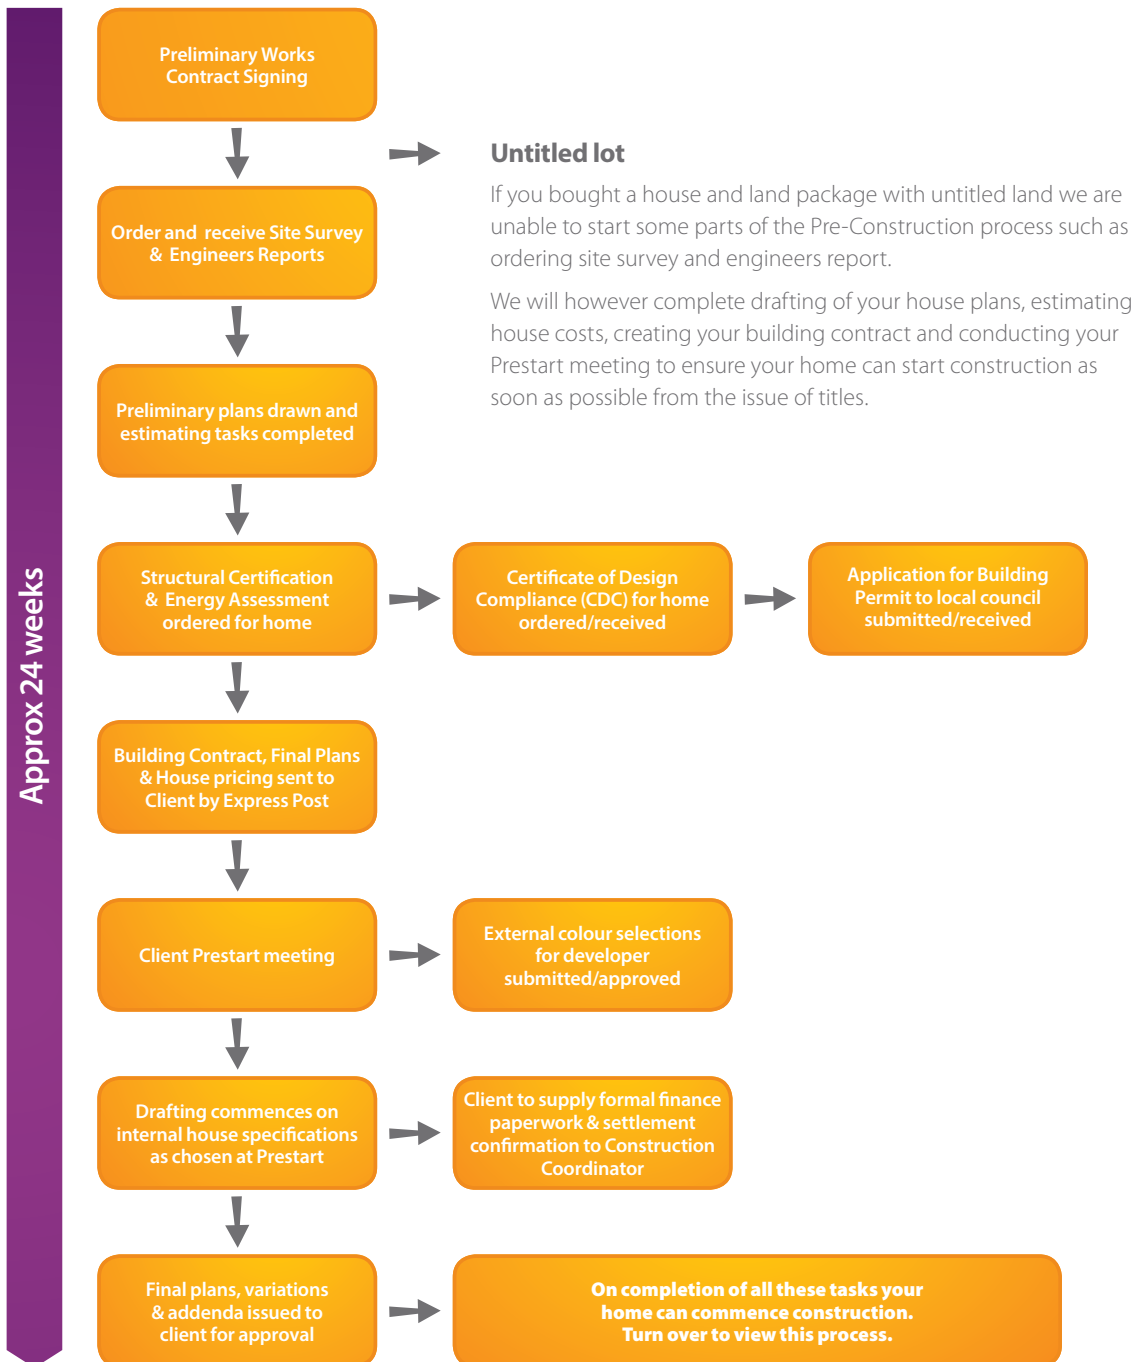 Preliminary Works
Contract Signing
Untitled lot
If you bought a house and land package with untitled land we are
unable to start some parts of the Pre-Construction process such as
ordering site survey and engineers report.
We will however complete drafting of your house plans, estimating
house costs, creating your building contract and conducting your
Prestart meeting to ensure your home can start construction as
soon as possible from the issue of titles.
Order and receive Site Survey
& Engineers Reports
Preliminary plans drawn and
estimating tasks completed
Structural Certification
& Energy Assessment
ordered for home
Certificate of Design
Compliance (CDC) for home
ordered/received
Application for Building
Permit to local council
submitted/received
Approx 24 weeks
Building Contract, Final Plans
& House pricing sent to
Client by Express Post
Client Prestart meeting
External colour selections
for developer
submitted/approved
Drafting commences on
internal house specifications
as chosen at Prestart
Client to supply formal finance
paperwork & settlement
confirmation to Construction
Coordinator
Final plans, variations
& addenda issued to
client for approval
On completion of all these tasks your
home can commence construction.
Turn over to view this process.